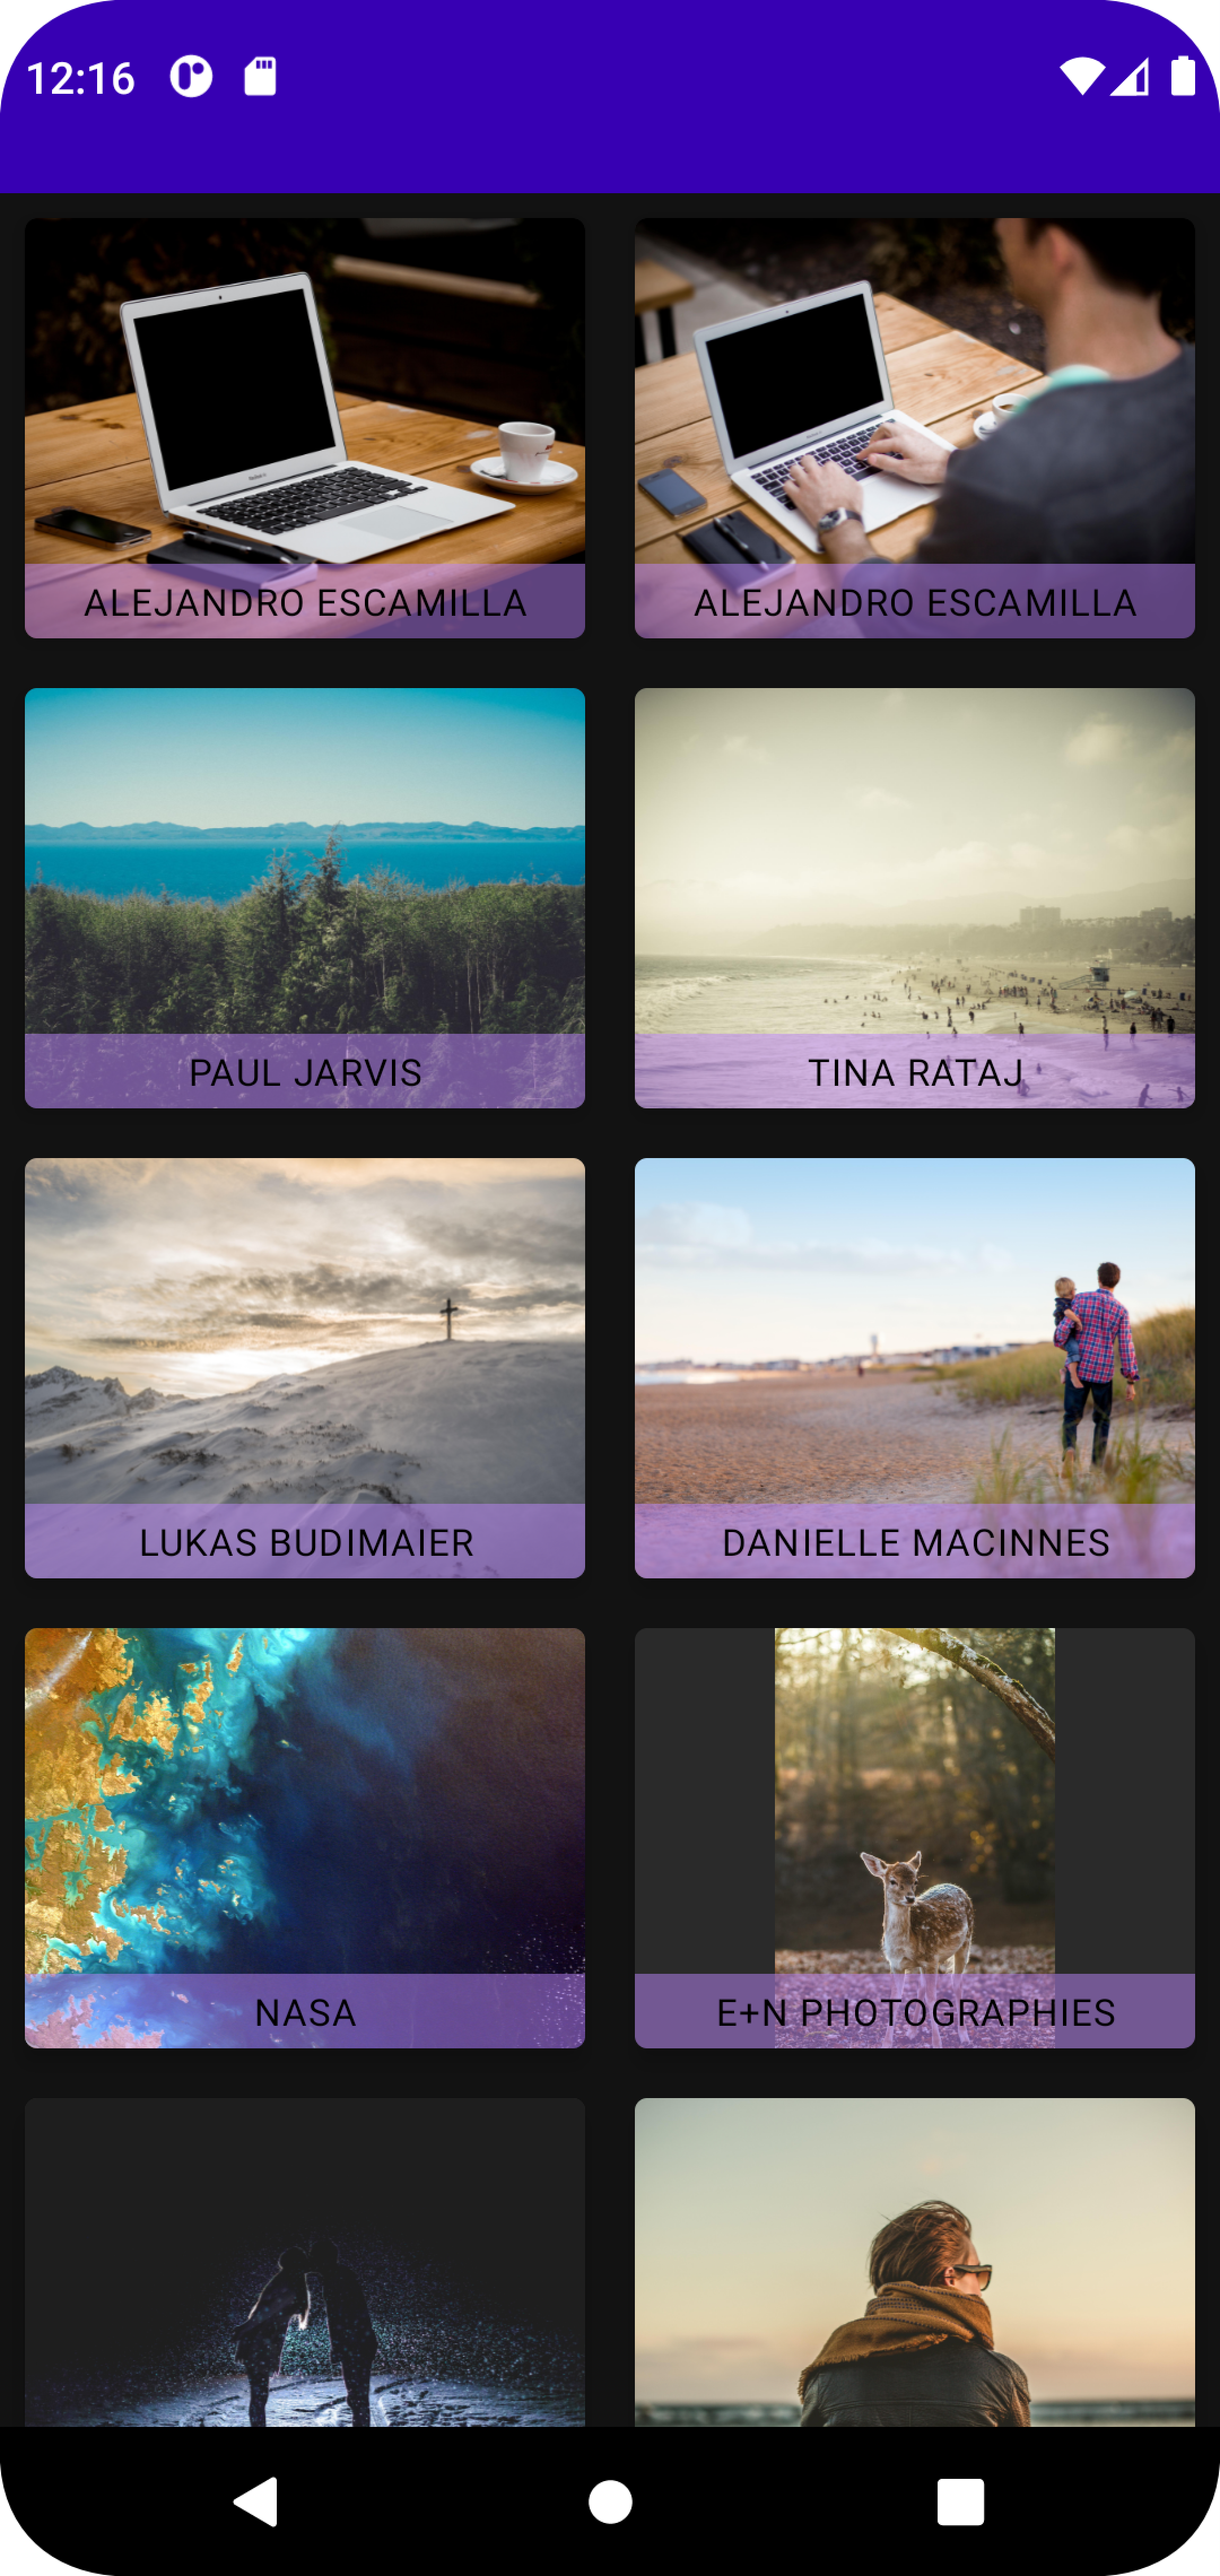 12:16
ALEJANDRO ESCAMILLA
ALEJANDRO ESCAMILLA
PAUL JARVIS
TINA RATAJ
LUKAS BUDIMAIER
DANIELLE MACINNES
NASA
E+N PHOTOGRAPHIES